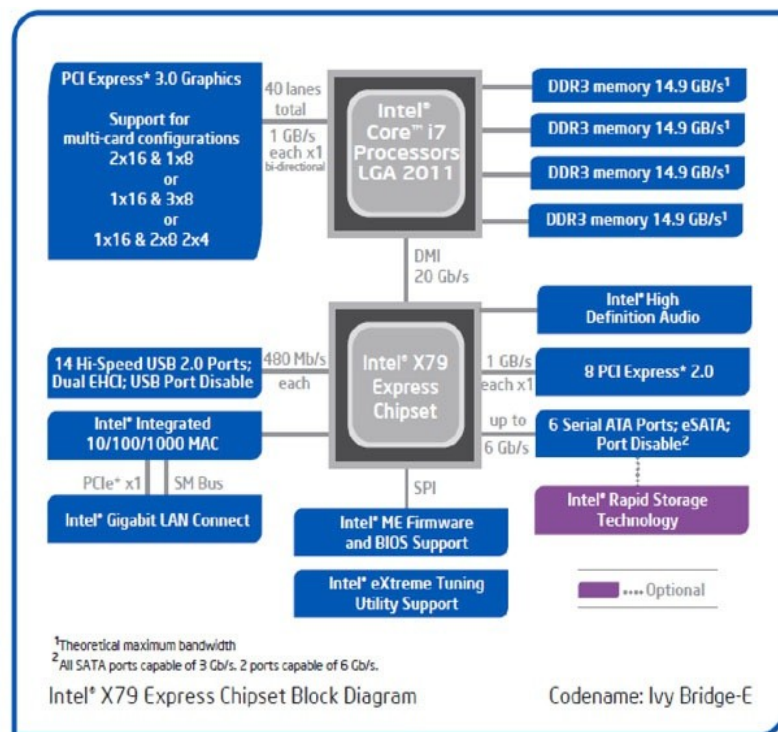 PCI Express* 3.0 Graphics
Support for
multi-card configurations
2x16 & 1x8
or
1x16 & 3x8
or
1x16 & 2x8 2x4
40 lanes
total
1 GB/s
each x1
bi-directional
Intel®
Core™ i7
Processors
LGA 2011
DDR3 memory 14.9 GB/s¹
DDR3 memory 14.9 GB/s¹
DDR3 memory 14.9 GB/s¹
DDR3 memory 14.9 GB/s¹
DMI
20 Gb/s
Intel® High
Definition Audio
14 Hi-Speed USB 2.0 Ports;
Dual EHCI; USB Port Disable
480 Mb/s
each
Intel® X79
Express
Chipset
1 GB/s
each x1
8 PCI Express* 2.0
Intel® Integrated
10/100/1000 MAC
up to
6 Gb/s
6 Serial ATA Ports; eSATA;
Port Disable²
PCIe* x1
SM Bus
SPI
Intel® Gigabit LAN Connect
Intel® ME Firmware
and BIOS Support
Intel® Rapid Storage
Technology
Intel® eXtreme Tuning
Utility Support
Optional
¹Theoretical maximum bandwidth
²All SATA ports capable of 3 Gb/s. 2 ports capable of 6 Gb/s.
Intel® X79 Express Chipset Block Diagram
Codename: Ivy Bridge-E